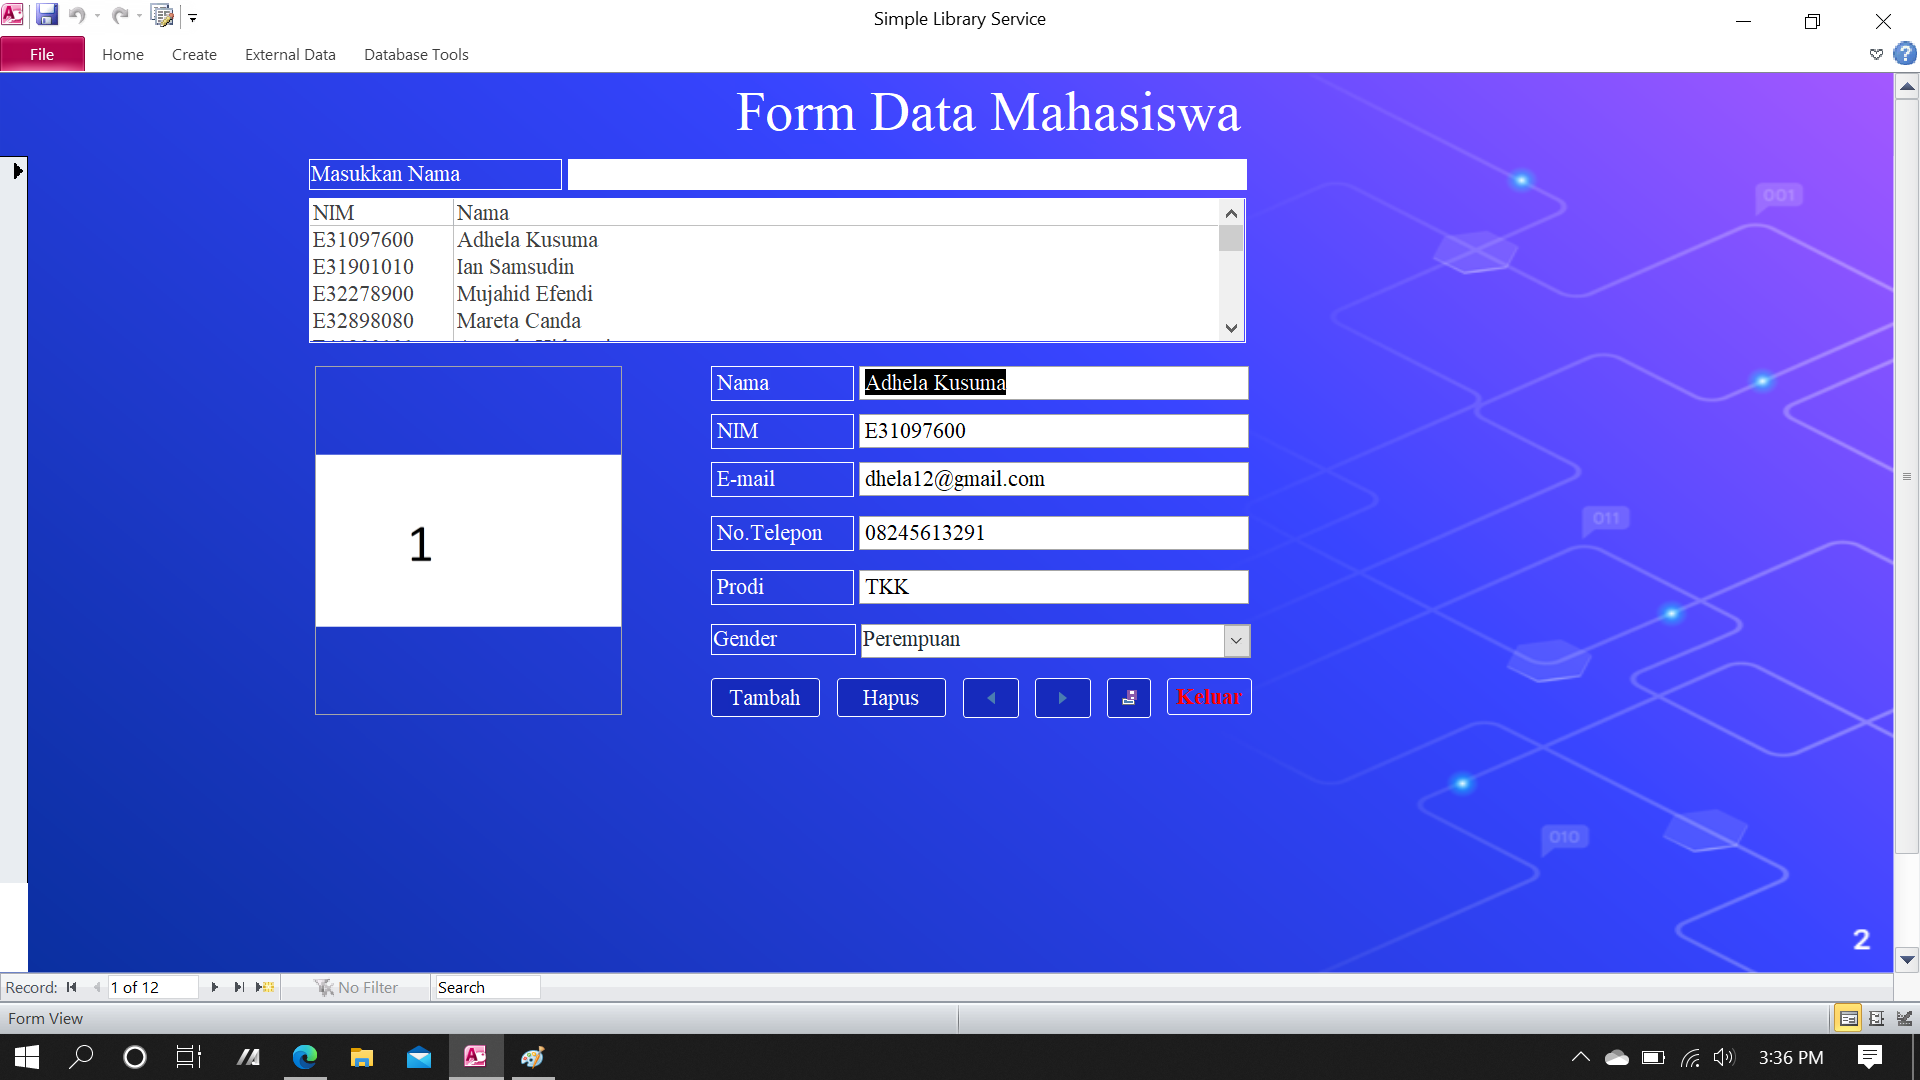 Simple Library Service
File Home Create External Data Database Tools
Form Data Mahasiswa
Masukkan Nama
NIM Nama
E31097600 Adhela Kusuma
E31901010 Ian Samsudin
E32278900 Mujahid Efendi
E32898080 Mareta Canda
1
Nama Adhela Kusuma
NIM E31097600
E-mail dhela12@gmail.com
No.Telepon 08245613291
Prodi TKK
Gender Perempuan
Tambah Hapus Keluar
001
011
010
2
Record: 1 of 12 No Filter Search
Form View
3:36 PM